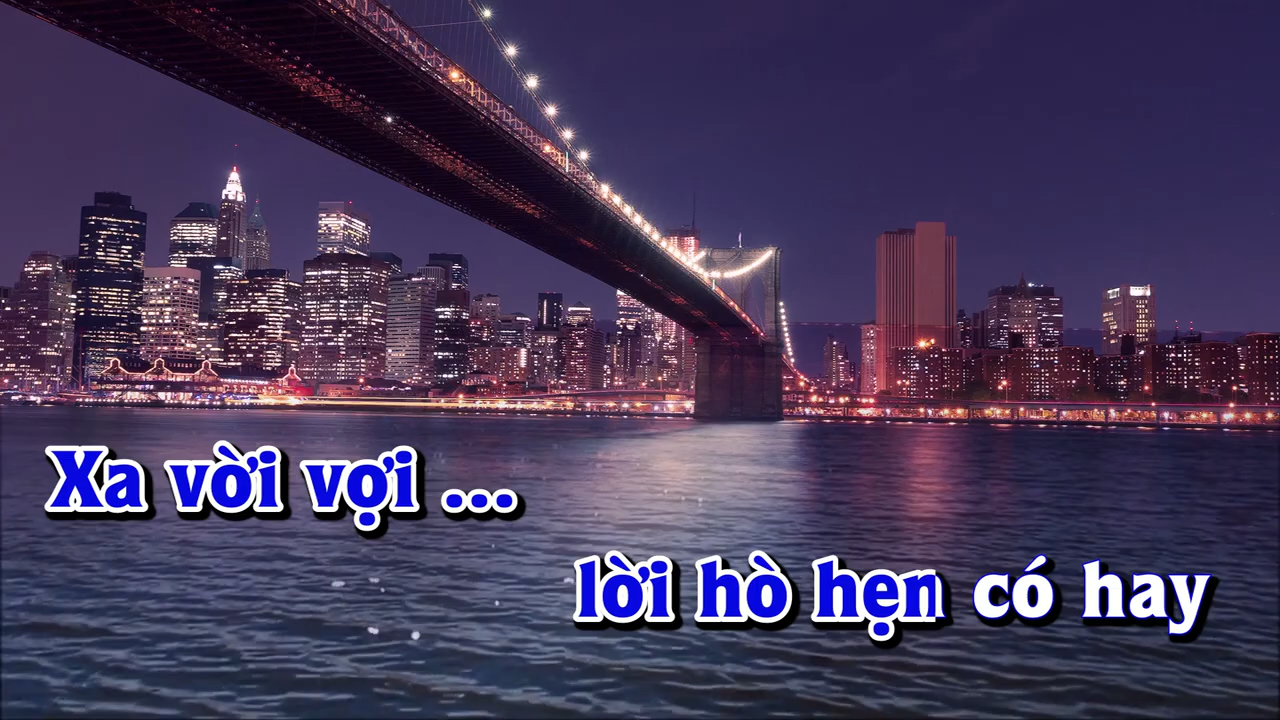 Xa vời vợi ...
lời hò hẹn có hay